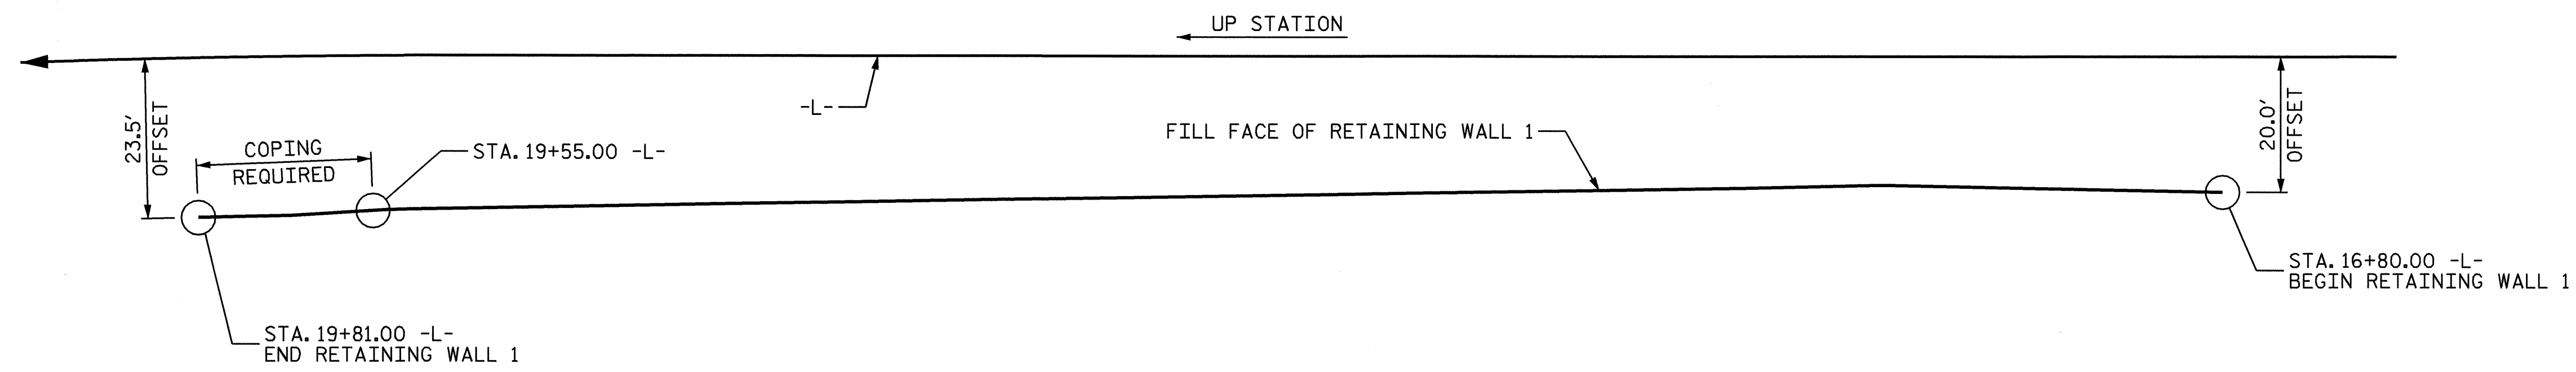 UP STATION
-L-
23.5'
OFFSET
COPING
REQUIRED
STA. 19+55.00 -L-
FILL FACE OF RETAINING WALL 1
20.0'
OFFSET
STA. 16+80.00 -L-
BEGIN RETAINING WALL 1
STA. 19+81.00 -L-
END RETAINING WALL 1